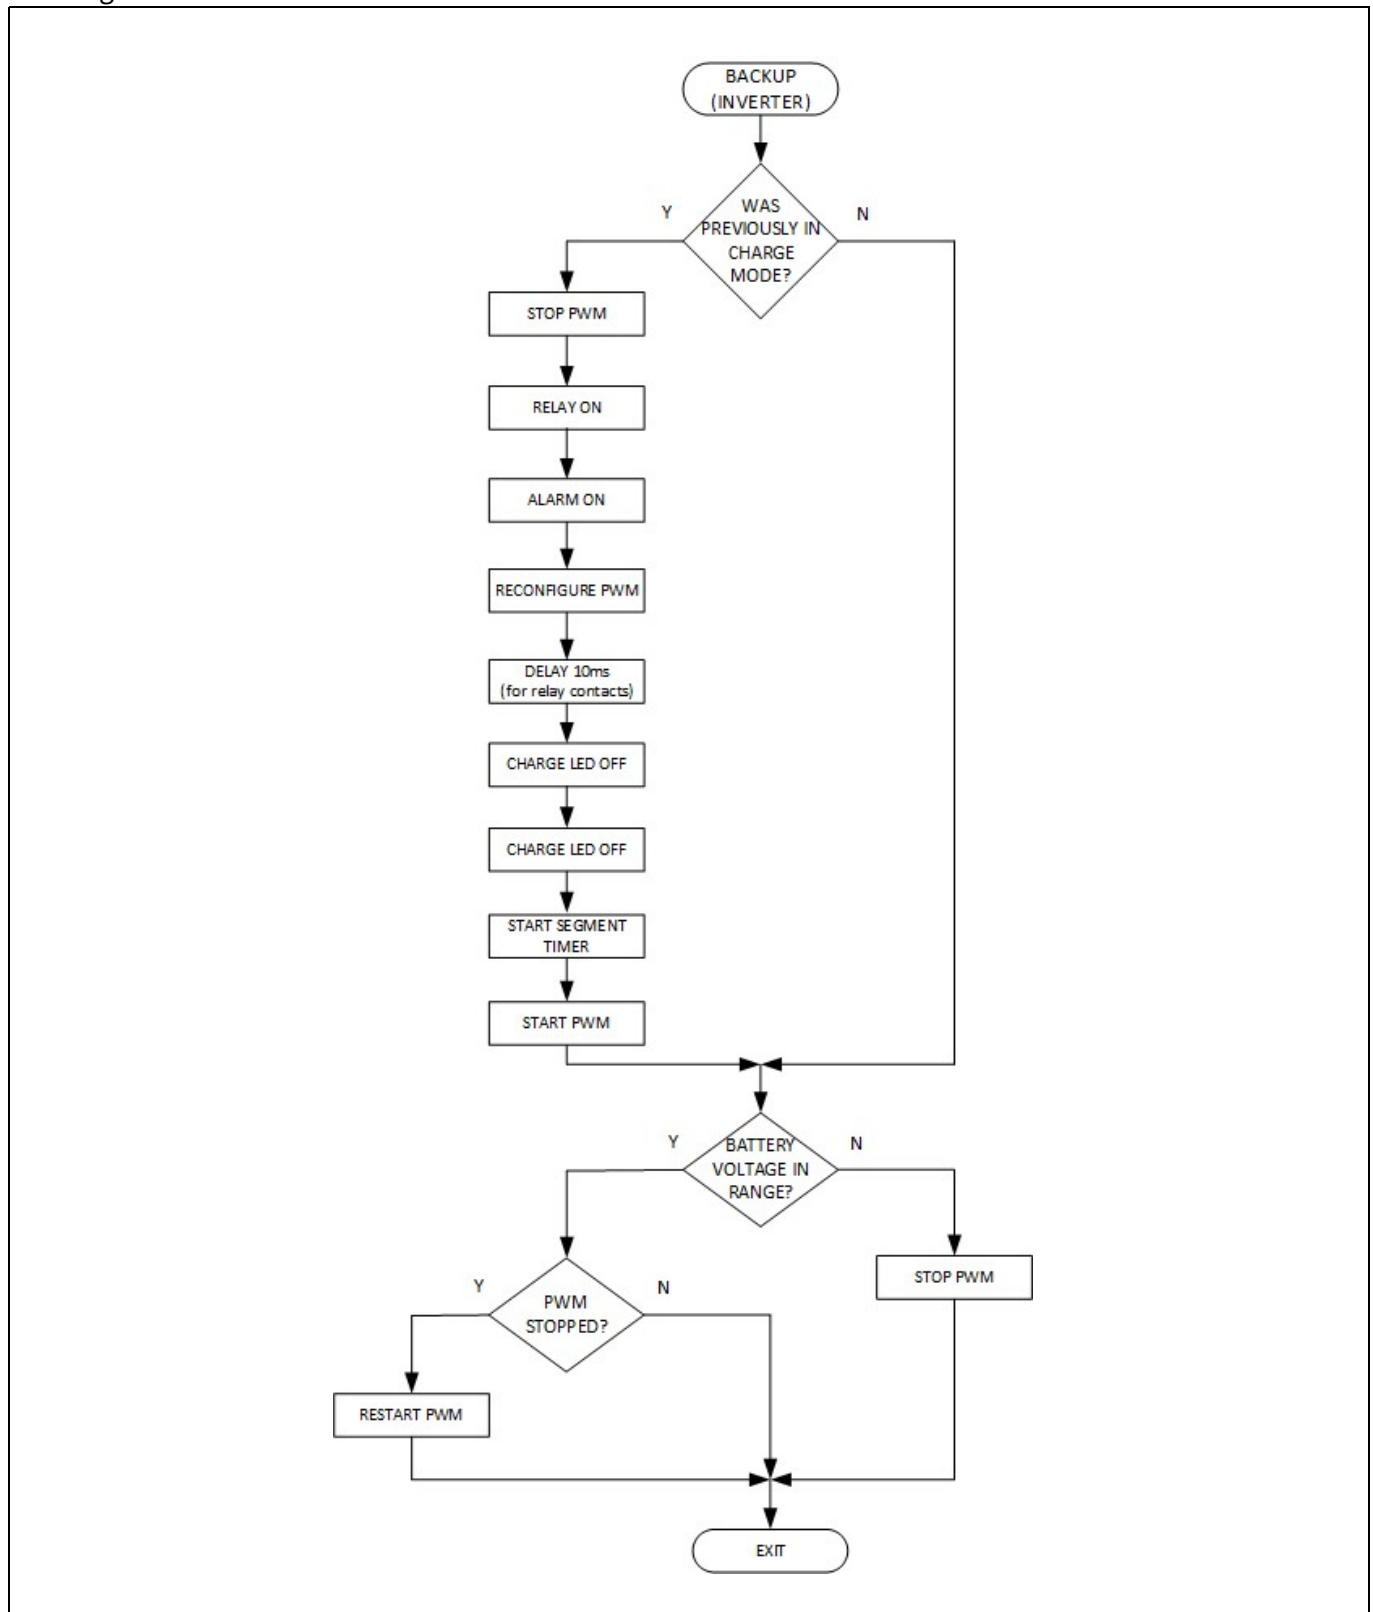 BACKUP
(INVERTER)
WAS
PREVIOUSLY IN
CHARGE
MODE?
Y
N
STOP PWM
RELAY ON
ALARM ON
RECONFIGURE PWM
DELAY 10ms
(for relay contacts)
CHARGE LED OFF
CHARGE LED OFF
START SEGMENT
TIMER
START PWM
BATTERY
VOLTAGE IN
RANGE?
Y
N
PWM
STOPPED?
Y
N
STOP PWM
RESTART PWM
EXIT